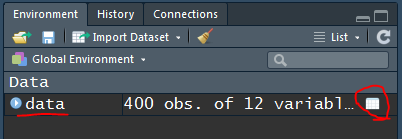 Environment History Connections
Import Dataset List
Global Environment
Data
data 400 obs. of 12 variabl…